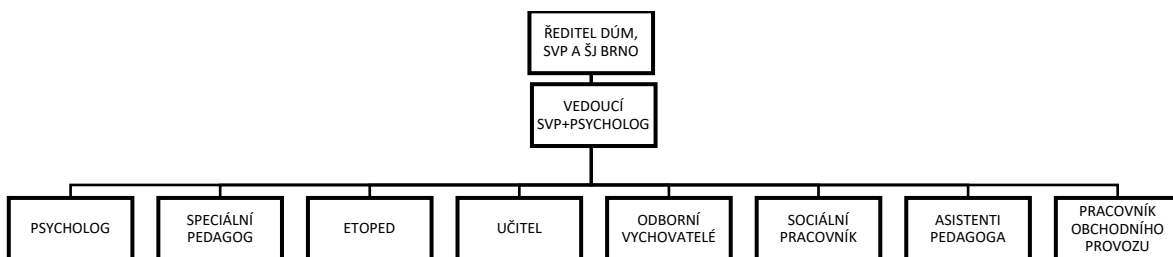 ŘEDITEL DÚM,
SVP A ŠJ BRNO
VEDOUCÍ
SVP+PSYCHOLOG
PSYCHOLOG
SPECIÁLNÍ
PEDAGOG
ETOPED
UČITEL
ODBORNÍ
VYCHOVATELÉ
SOCIÁLNÍ
PRACOVNÍK
ASISTENTI
PEDAGOGA
PRACOVNÍK
OBCHODNÍHO
PROVOZU